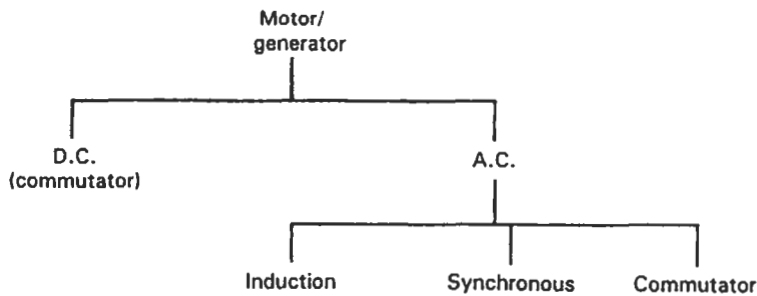 Motor/
generator
D.C.
(commutator)
A.C.
Induction
Synchronous
Commutator